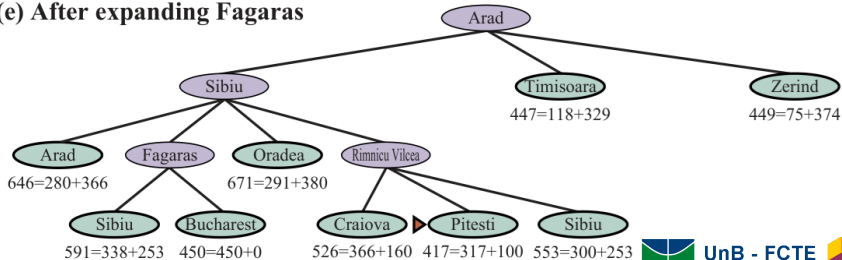 (e) After expanding Fagaras
Arad
Sibiu
Timisoara
Zerind
447=118+329
449=75+374
Arad
Fagaras
Oradea
Rimnicu Vilcea
646=280+366
671=291+380
Sibiu
Bucharest
Craiova
Pitesti
Sibiu
591=338+253
450=450+0
526=366+160
417=317+100
553=300+253
UnB - FCTE